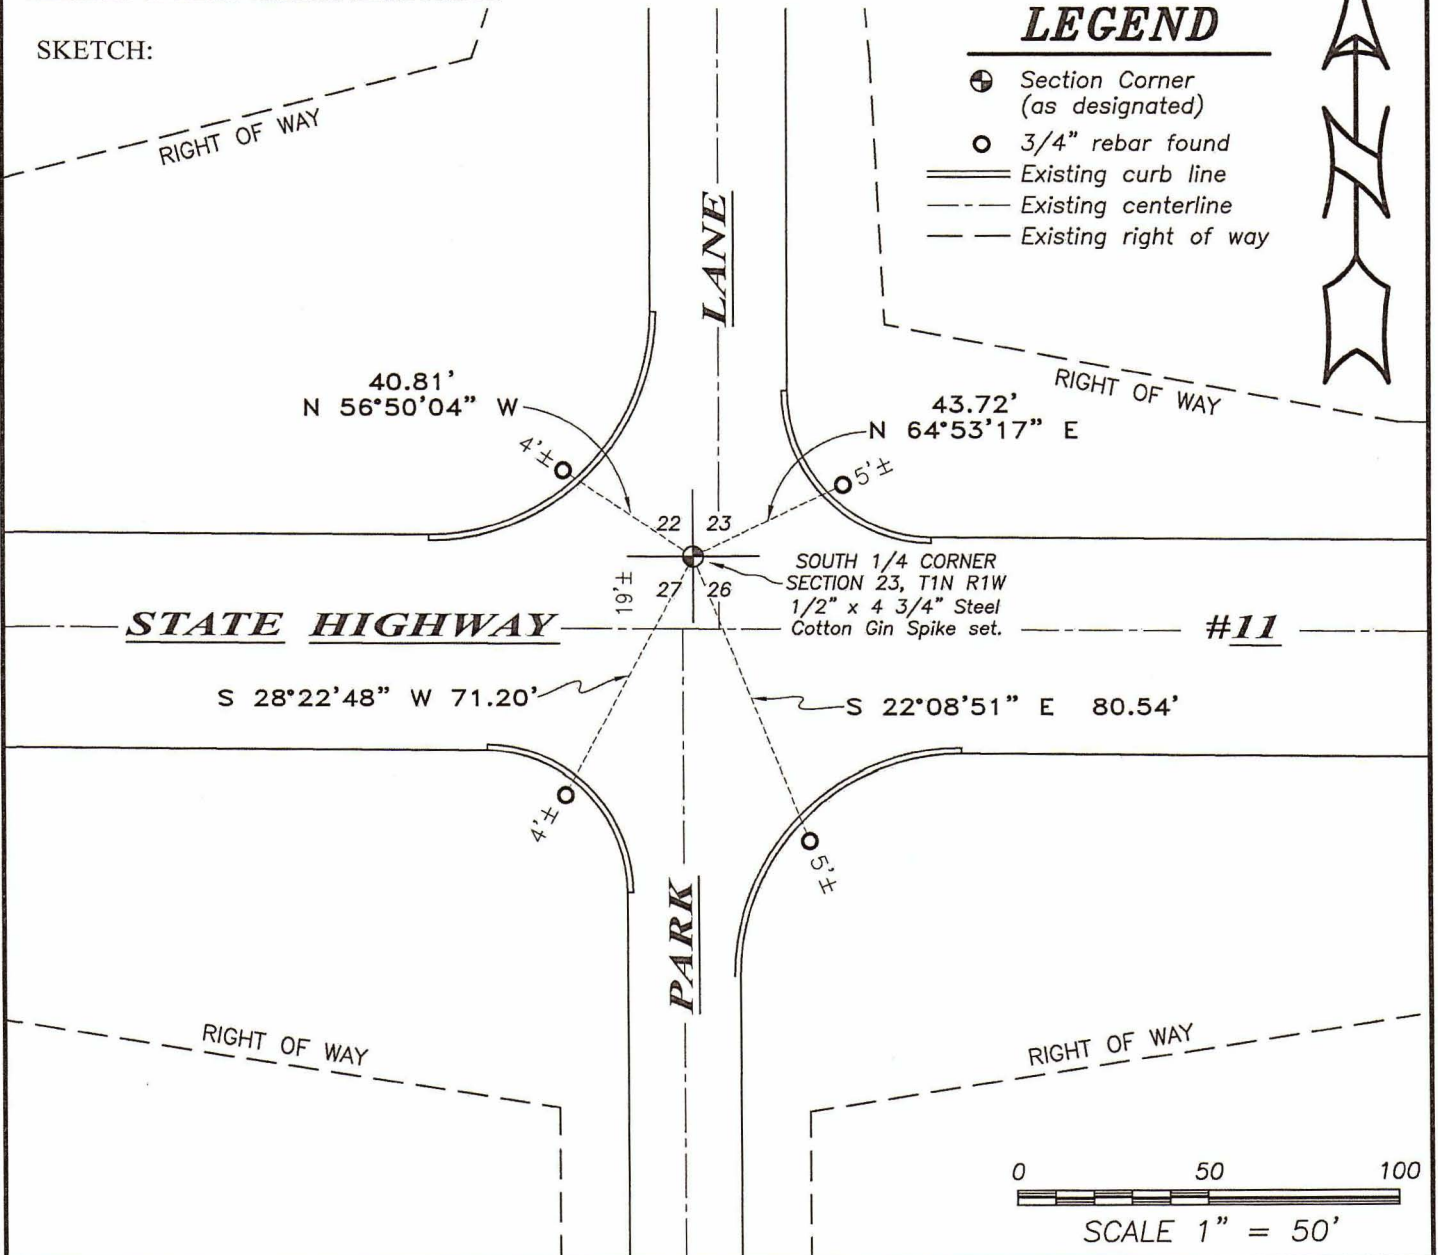 SKETCH:
LEGEND
Section Corner
(as designated)
3/4" rebar found
Existing curb line
Existing centerline
Existing right of way
N
RIGHT OF WAY
LANE
RIGHT OF WAY
40.81'
N 56°50'04" W
43.72'
N 64°53'17" E
4'±
5'±
22 23
27 26
19'±
SOUTH 1/4 CORNER
SECTION 23, T1N R1W
1/2" x 4 3/4" Steel
Cotton Gin Spike set.
STATE HIGHWAY #11
S 28°22'48" W 71.20'
S 22°08'51" E 80.54'
4'±
5'±
PARK
RIGHT OF WAY
RIGHT OF WAY
0 50 100
SCALE 1" = 50'